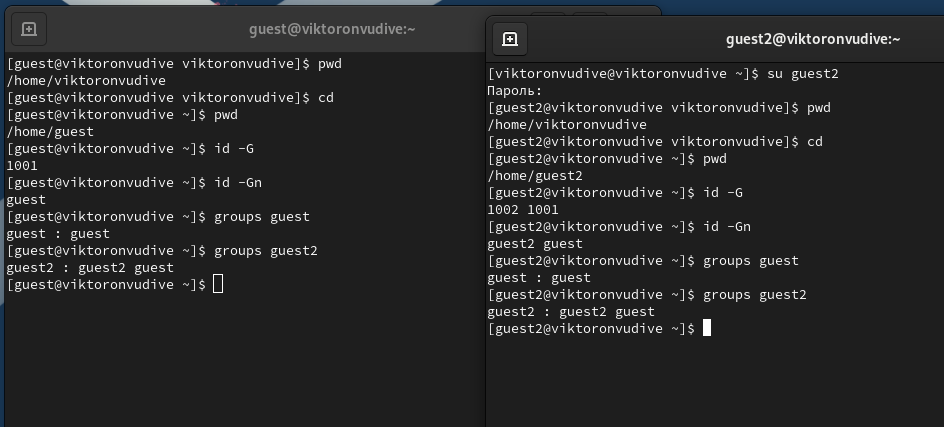 guest@viktoronvudive:~
[guest@viktoronvudive viktoronvudive]$ pwd
/home/viktoronvudive
[guest@viktoronvudive viktoronvudive]$ cd
[guest@viktoronvudive ~]$ pwd
/home/guest
[guest@viktoronvudive ~]$ id -G
1001
[guest@viktoronvudive ~]$ id -Gn
guest
[guest@viktoronvudive ~]$ groups guest
guest : guest
[guest@viktoronvudive ~]$ groups guest2
guest2 : guest2 guest
[guest@viktoronvudive ~]$
guest2@viktoronvudive:~
[viktoronvudive@viktoronvudive ~]$ su guest2
Пароль:
[guest2@viktoronvudive viktoronvudive]$ pwd
/home/viktoronvudive
[guest2@viktoronvudive viktoronvudive]$ cd
[guest2@viktoronvudive ~]$ pwd
/home/guest2
[guest2@viktoronvudive ~]$ id -G
1002 1001
[guest2@viktoronvudive ~]$ id -Gn
guest2 guest
[guest2@viktoronvudive ~]$ groups guest
guest : guest
[guest2@viktoronvudive ~]$ groups guest2
guest2 : guest2 guest
[guest2@viktoronvudive ~]$